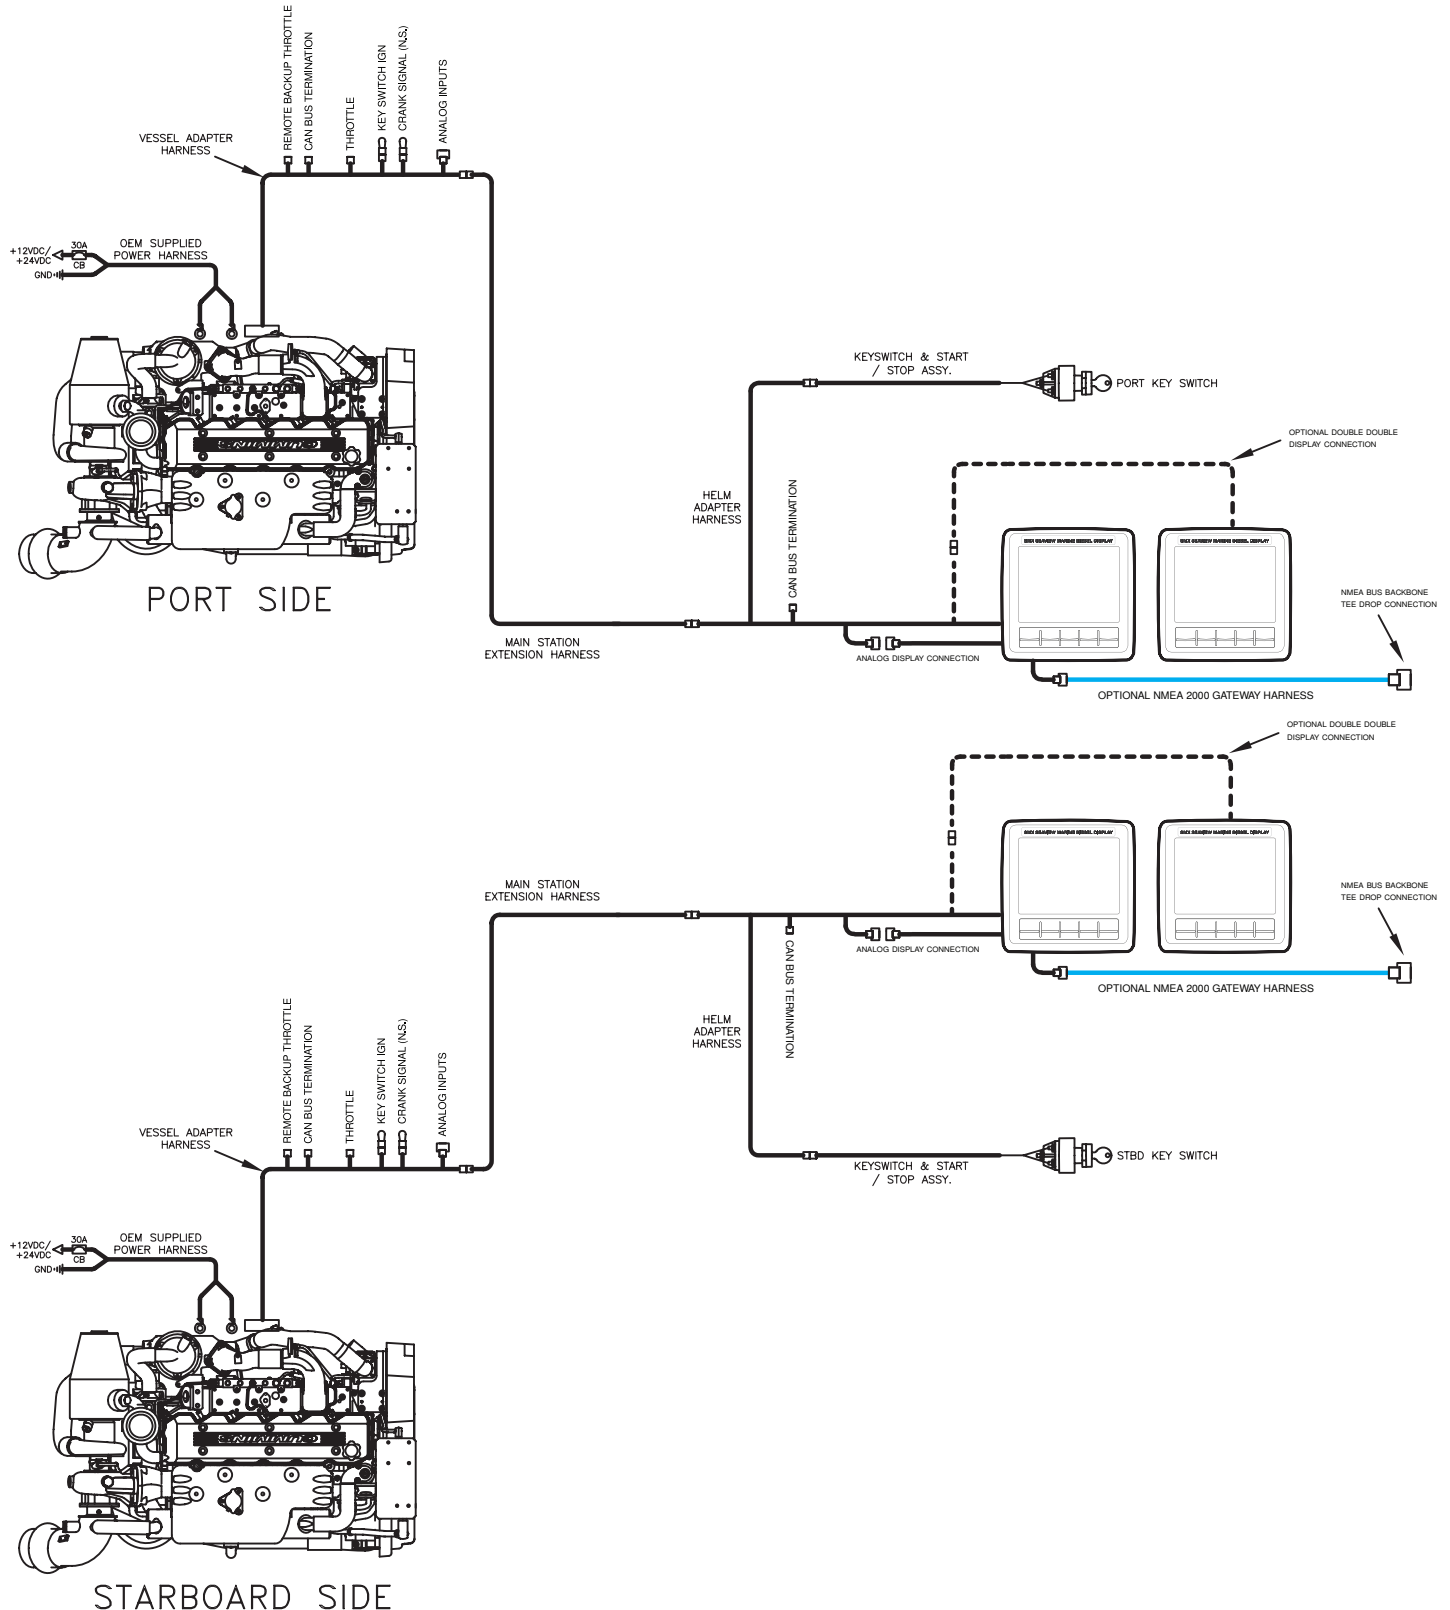 REMOTE BACKUP THROTTLE
CAN BUS TERMINATION
THROTTLE
KEY SWITCH IGN
CRANK SIGNAL (N.S.)
ANALOG INPUTS
VESSEL ADAPTER
HARNESS
+12VDC/
+24VDC
30A
CB
GND
OEM SUPPLIED
POWER HARNESS
PORT SIDE
KEYSWITCH & START
/ STOP ASSY.
PORT KEY SWITCH
OPTIONAL DOUBLE DOUBLE
DISPLAY CONNECTION
HELM
ADAPTER
HARNESS
CAN BUS TERMINATION
MAIN STATION
EXTENSION HARNESS
ANALOG DISPLAY CONNECTION
NMEA BUS BACKBONE
TEE DROP CONNECTION
OPTIONAL NMEA 2000 GATEWAY HARNESS
OPTIONAL DOUBLE DOUBLE
DISPLAY CONNECTION
MAIN STATION
EXTENSION HARNESS
ANALOG DISPLAY CONNECTION
NMEA BUS BACKBONE
TEE DROP CONNECTION
OPTIONAL NMEA 2000 GATEWAY HARNESS
HELM
ADAPTER
HARNESS
CAN BUS TERMINATION
REMOTE BACKUP THROTTLE
CAN BUS TERMINATION
THROTTLE
KEY SWITCH IGN
CRANK SIGNAL (N.S.)
ANALOG INPUTS
VESSEL ADAPTER
HARNESS
KEYSWITCH & START
/ STOP ASSY.
STBD KEY SWITCH
+12VDC/
+24VDC
30A
CB
GND
OEM SUPPLIED
POWER HARNESS
STARBOARD SIDE